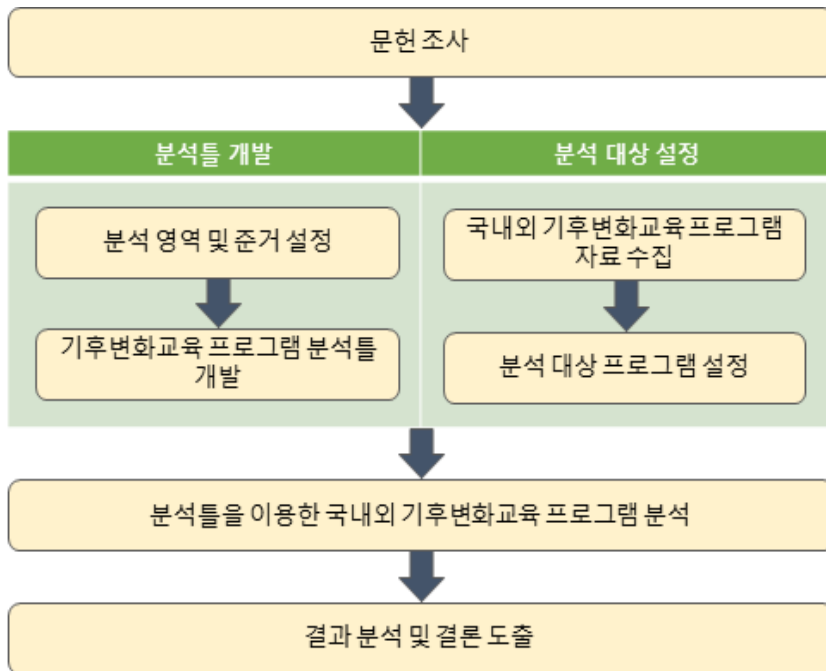 문헌 조사
분석틀 개발
분석 대상 설정
분석 영역 및 준거 설정
기후변화교육 프로그램 분석틀
개발
국내외 기후변화교육 프로그램
자료 수집
분석 대상 프로그램 설정
분석틀을 이용한 국내외 기후변화교육 프로그램 분석
결과 분석 및 결론 도출